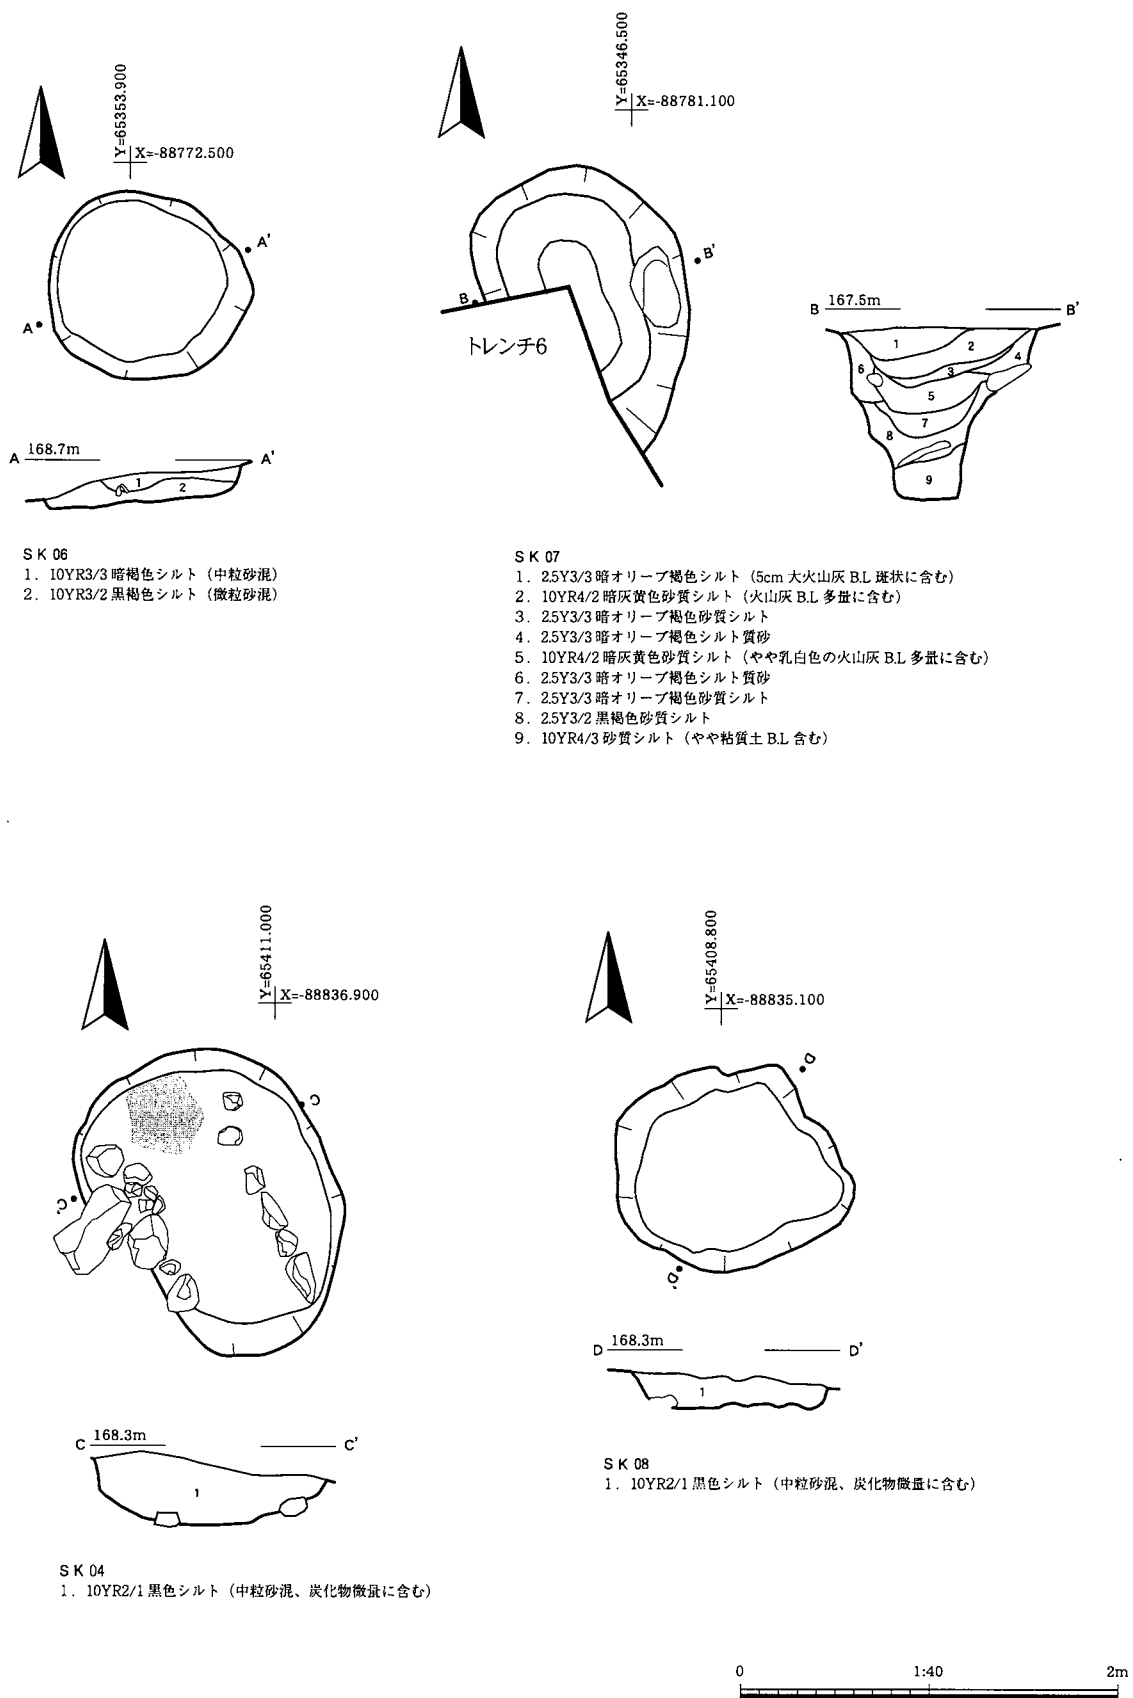 Y=65353.900
X=-88772.500
A'
A
A 168.7m A'
1
2
SK06
1. 10YR3/3 暗褐色シルト（中粒砂混）
2. 10YR3/2 黒褐色シルト（微粒砂混）
Y=65346.500
X=-88781.100
B'
B
トレンチ6
B 167.5m B'
1
2
3
4
5
6
7
8
9
SK07
1. 2.5Y3/3 暗オリーブ褐色シルト（5cm 大火山灰 B.L 斑状に含む）
2. 10YR4/2 暗灰黄色砂質シルト（火山灰 B.L 多量に含む）
3. 2.5Y3/3 暗オリーブ褐色砂質シルト
4. 2.5Y3/3 暗オリーブ褐色シルト質砂
5. 10YR4/2 暗灰黄色砂質シルト（やや乳白色の火山灰 B.L 多量に含む）
6. 2.5Y3/3 暗オリーブ褐色シルト質砂
7. 2.5Y3/3 暗オリーブ褐色砂質シルト
8. 2.5Y3/2 黒褐色砂質シルト
9. 10YR4/3 砂質シルト（やや粘質土 B.L 含む）
Y=65411.000
X=-88836.900
C
C'
C 168.3m C'
1
SK04
1. 10YR2/1 黒色シルト（中粒砂混、炭化物微量に含む）
Y=65408.800
X=-88835.100
D
D'
D 168.3m D'
1
SK08
1. 10YR2/1 黒色シルト（中粒砂混、炭化物微量に含む）
0 1:40 2m